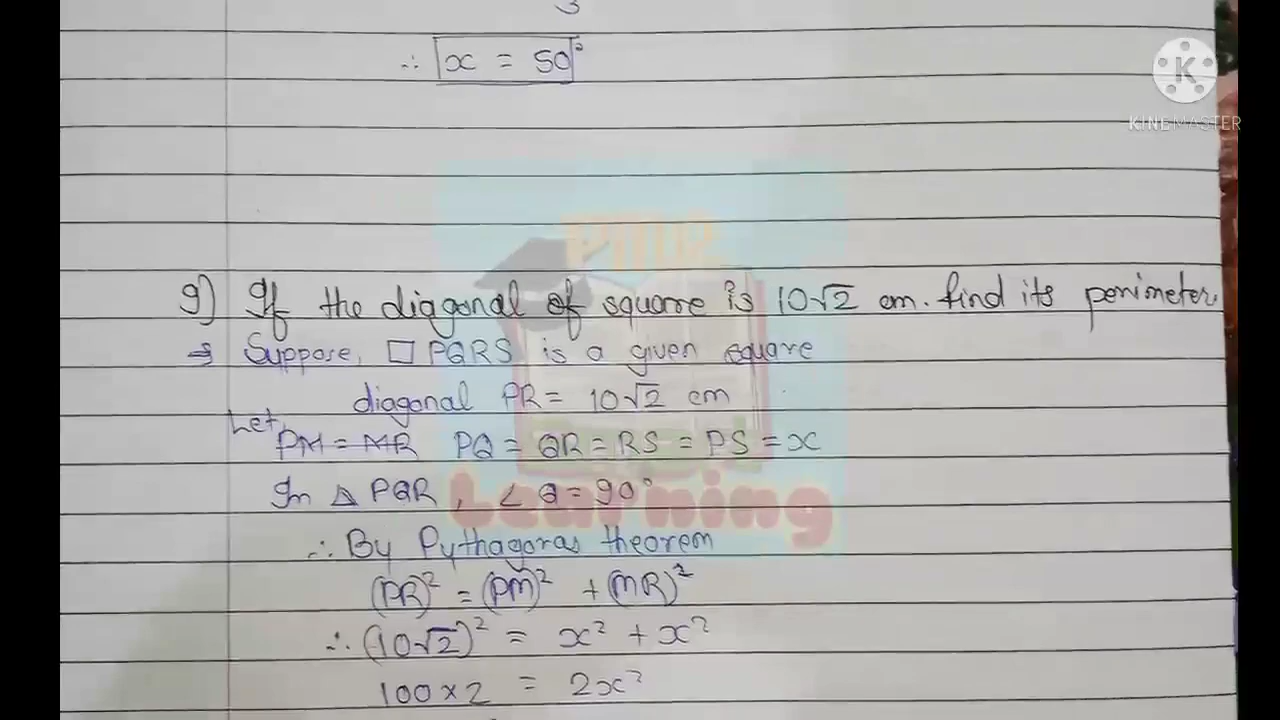 3
∴ x = 50°
KINEMASTER
9) If the diagonal of square is 10√2 cm. find its perimeter.
⇒ Suppose, □ PQRS is a given square
diagonal PR = 10√2 cm
Let, PM = MR PQ = QR = RS = PS = x
In △ PQR, ∠Q = 90°
∴ By Pythagoras theorem
(PR)² = (PM)² + (MR)²
∴ (10√2)² = x² + x²
100 × 2 = 2x²
Learning